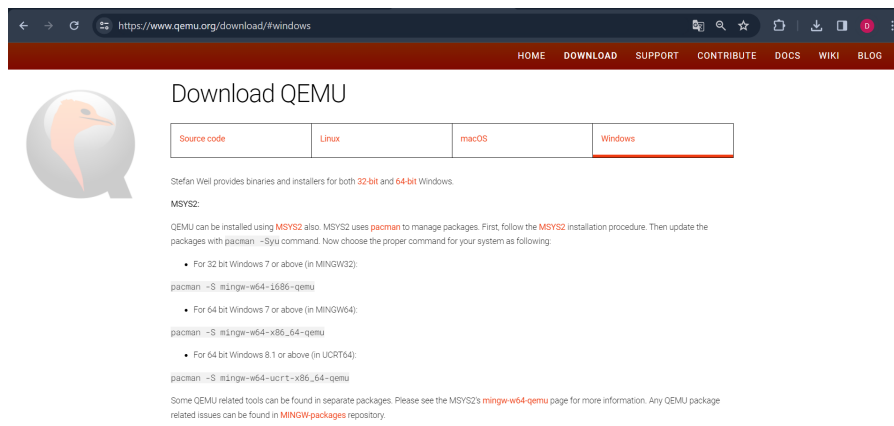 https://www.qemu.org/download/#windows
D
HOME DOWNLOAD SUPPORT CONTRIBUTE DOCS WIKI BLOG
Download QEMU
Source code Linux macOS Windows
Stefan Weil provides binaries and installers for both 32-bit and 64-bit Windows.
MSYS2:
QEMU can be installed using MSYS2 also. MSYS2 uses pacman to manage packages. First, follow the MSYS2 installation procedure. Then update the
packages with pacman -Syu command. Now choose the proper command for your system as following:
• For 32 bit Windows 7 or above (in MINGW32):
pacman -S mingw-w64-i686-qemu
• For 64 bit Windows 7 or above (in MINGW64):
pacman -S mingw-w64-x86_64-qemu
• For 64 bit Windows 8.1 or above (in UCRT64):
pacman -S mingw-w64-ucrt-x86_64-qemu
Some QEMU related tools can be found in separate packages. Please see the MSYS2's mingw-w64-qemu page for more information. Any QEMU package
related issues can be found in MINGW-packages repository.